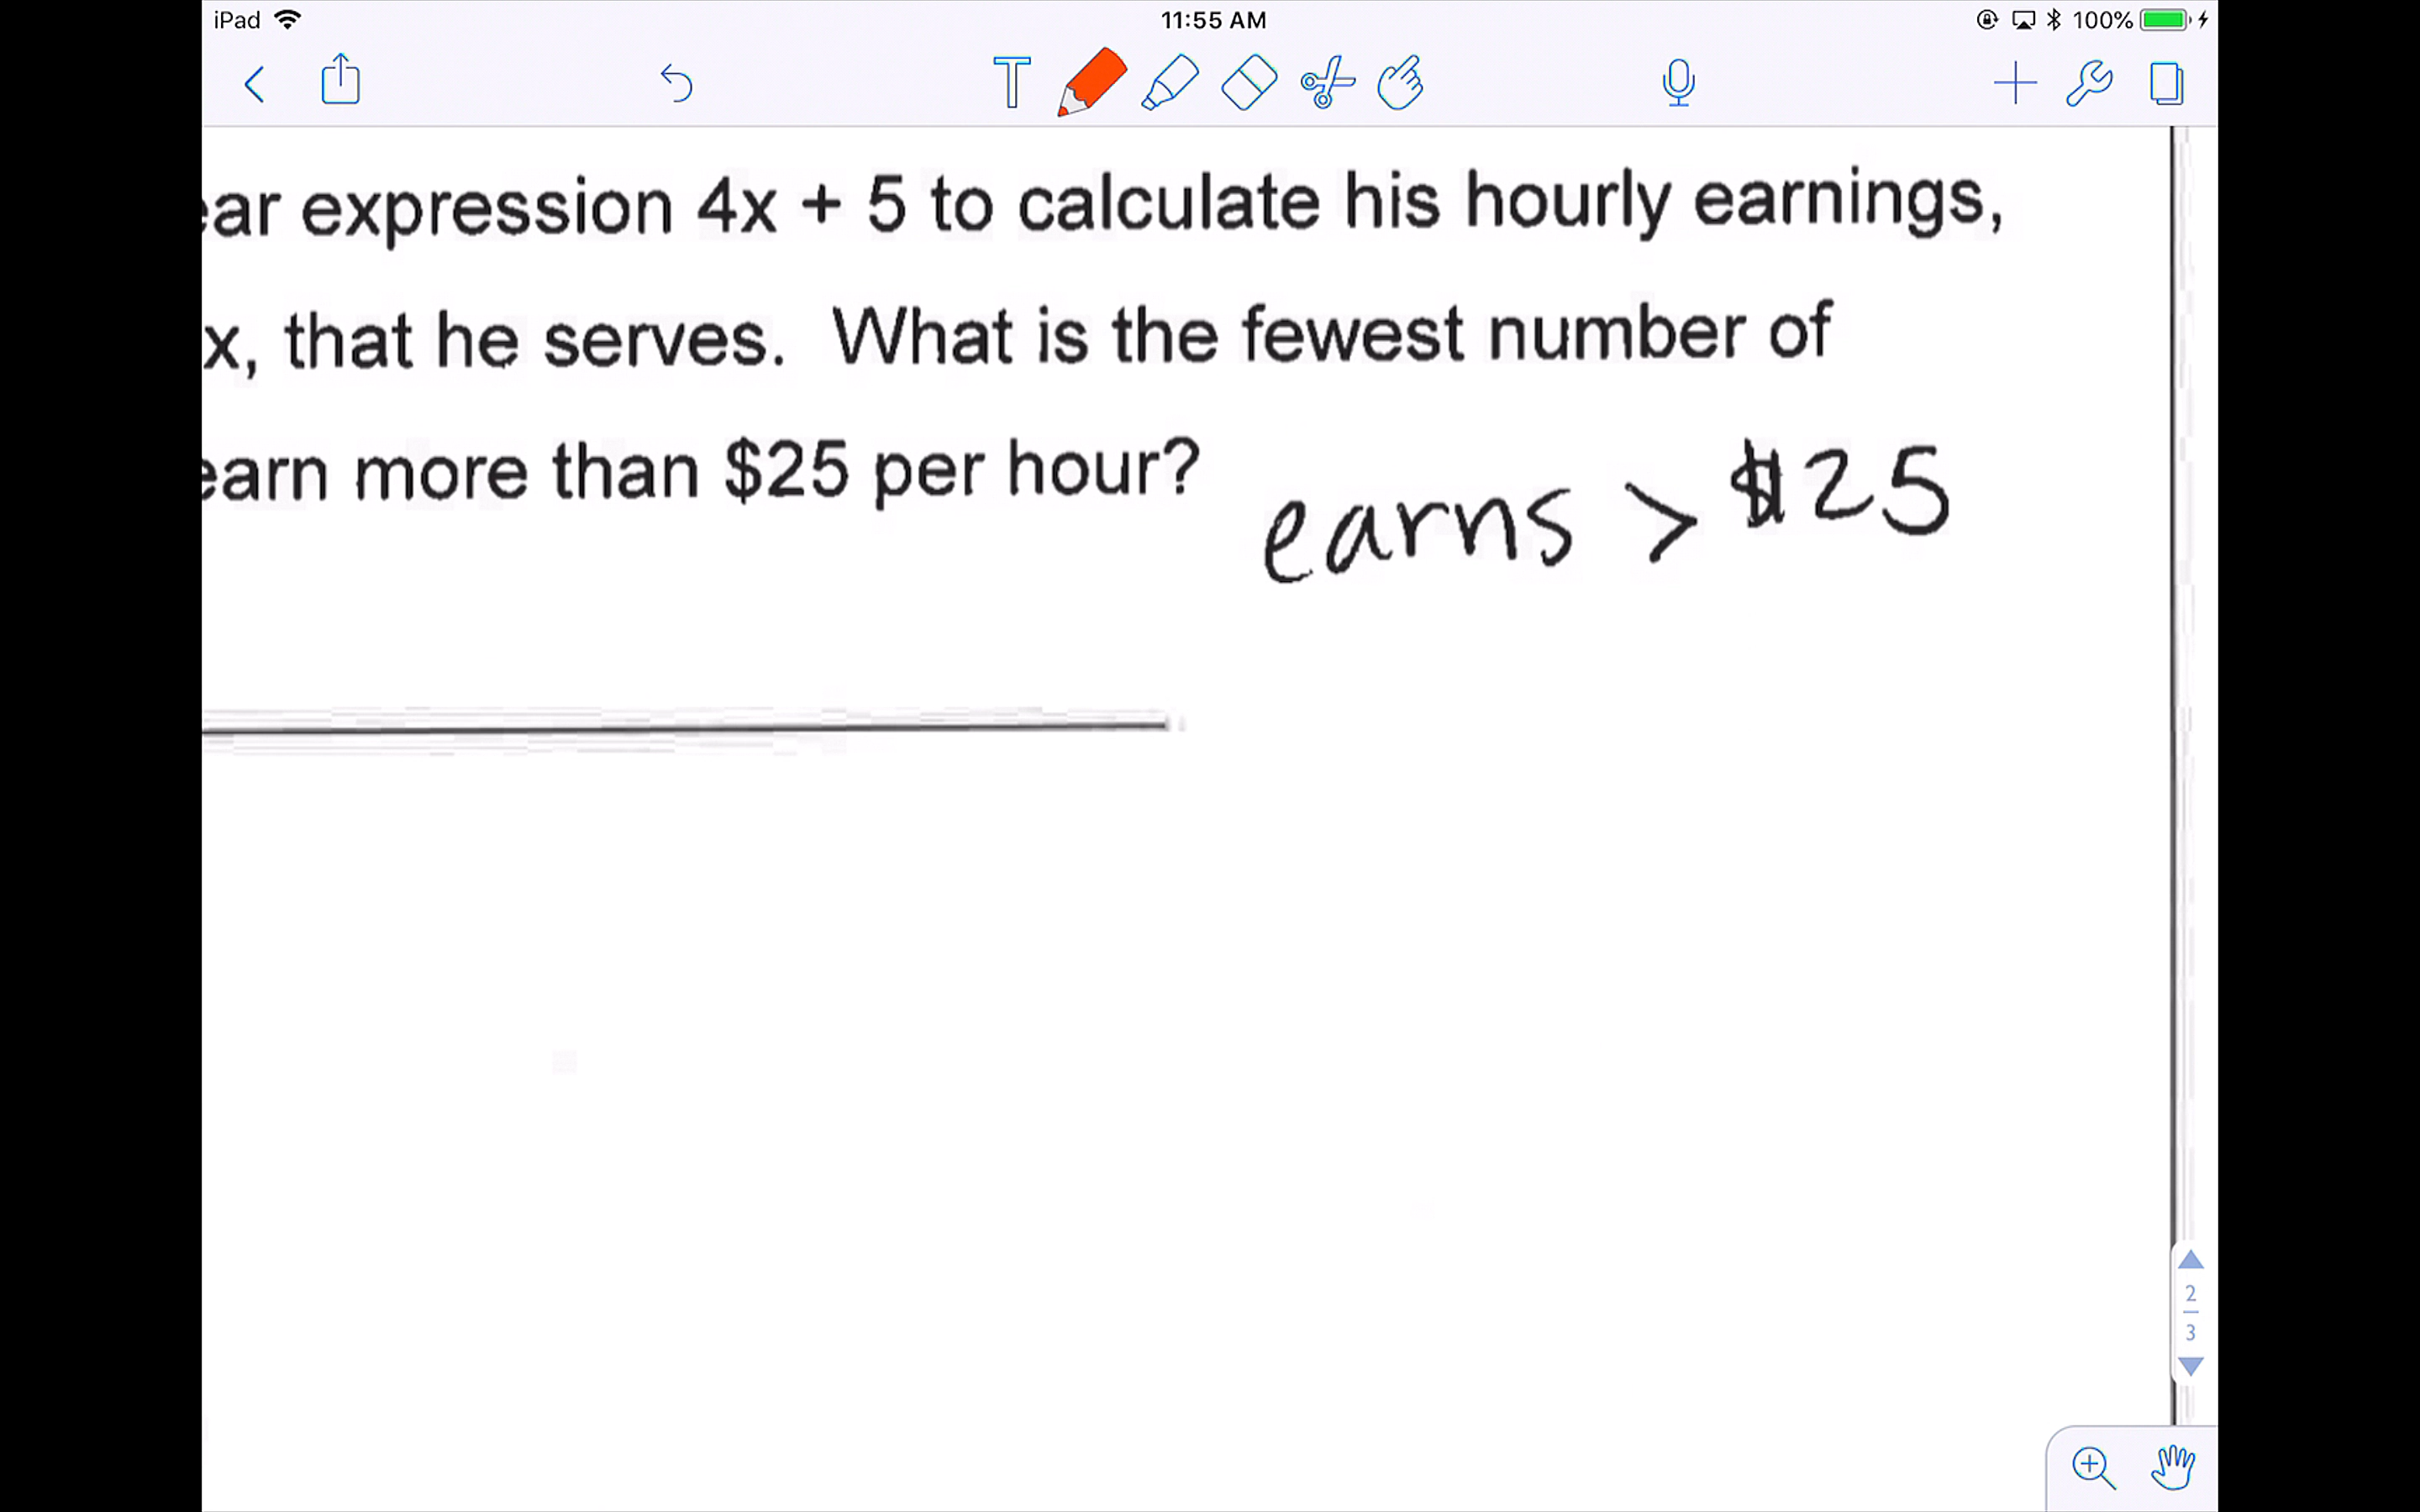 iPad 11:55 AM 100%
T
ear expression 4x + 5 to calculate his hourly earnings,
x, that he serves. What is the fewest number of
earn more than $25 per hour?
earns > $25
2
3